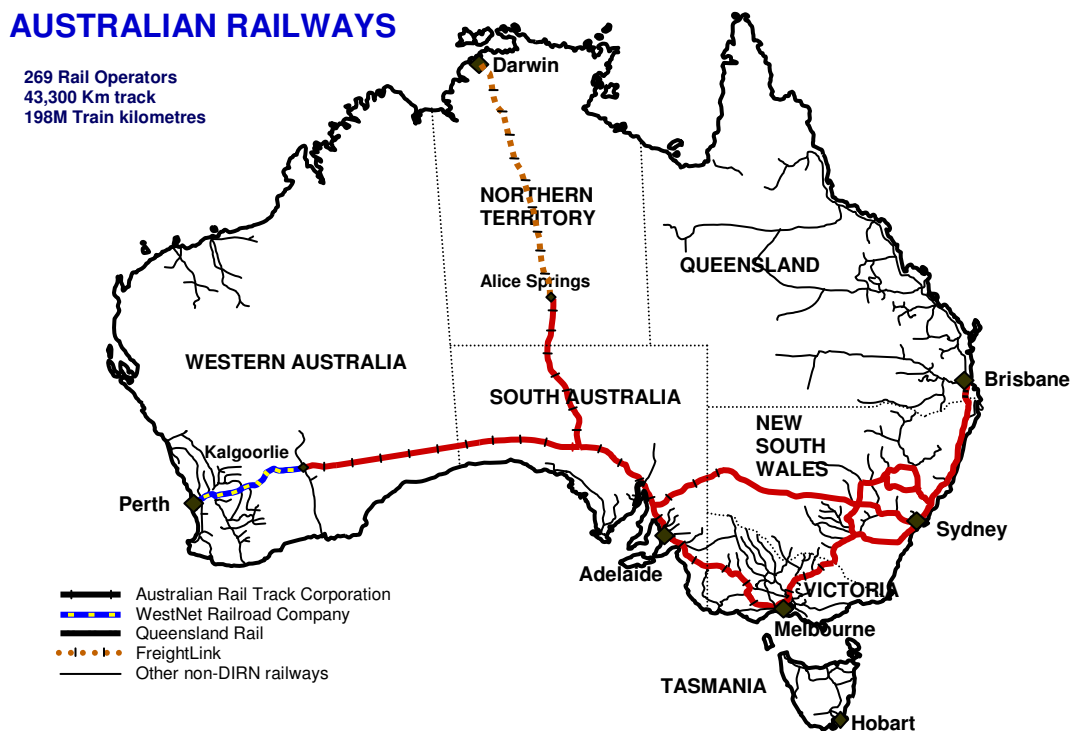 AUSTRALIAN RAILWAYS
269 Rail Operators
43,300 Km track
198M Train kilometres
Darwin
NORTHERN
TERRITORY
QUEENSLAND
Alice Springs
WESTERN AUSTRALIA
SOUTH AUSTRALIA
Brisbane
NEW
SOUTH
WALES
Kalgoorlie
Perth
Sydney
Adelaide
VICTORIA
Melbourne
TASMANIA
Hobart
Australian Rail Track Corporation
WestNet Railroad Company
Queensland Rail
FreightLink
Other non-DIRN railways